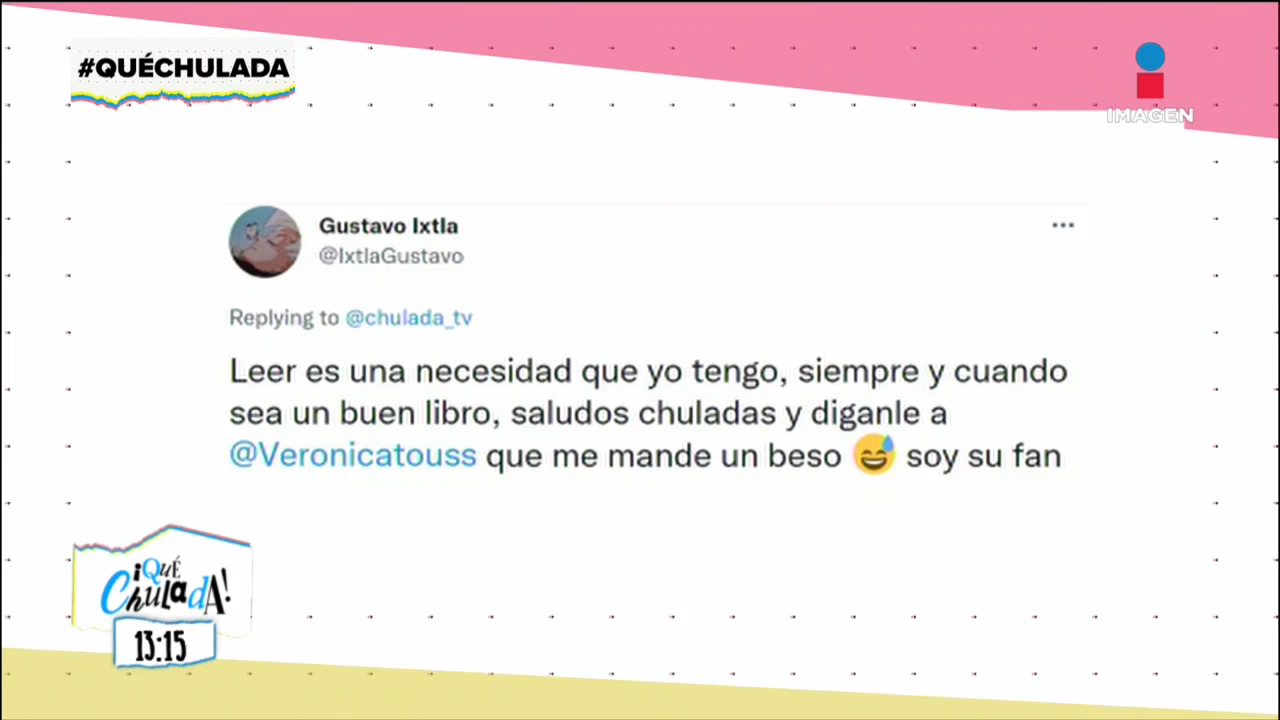 #QUÉCHULADA
IMAGEN
Gustavo Ixtla
@IxtlaGustavo
Replying to @chulada_tv
Leer es una necesidad que yo tengo, siempre y cuando
sea un buen libro, saludos chuladas y diganle a
@Veronicatouss que me mande un beso 😅 soy su fan
¡QUÉ
ChuladA!
13:15